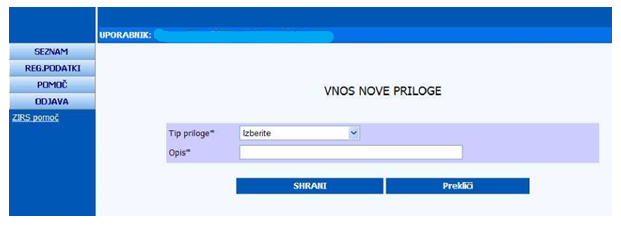 UPORABNIK:
SEZNAM
REG.PODATKI
POMOČ
ODJAVA
ZIRS pomoč
VNOS NOVE PRILOGE
Tip priloge* Izberite
Opis*
SHRANI Prekliči